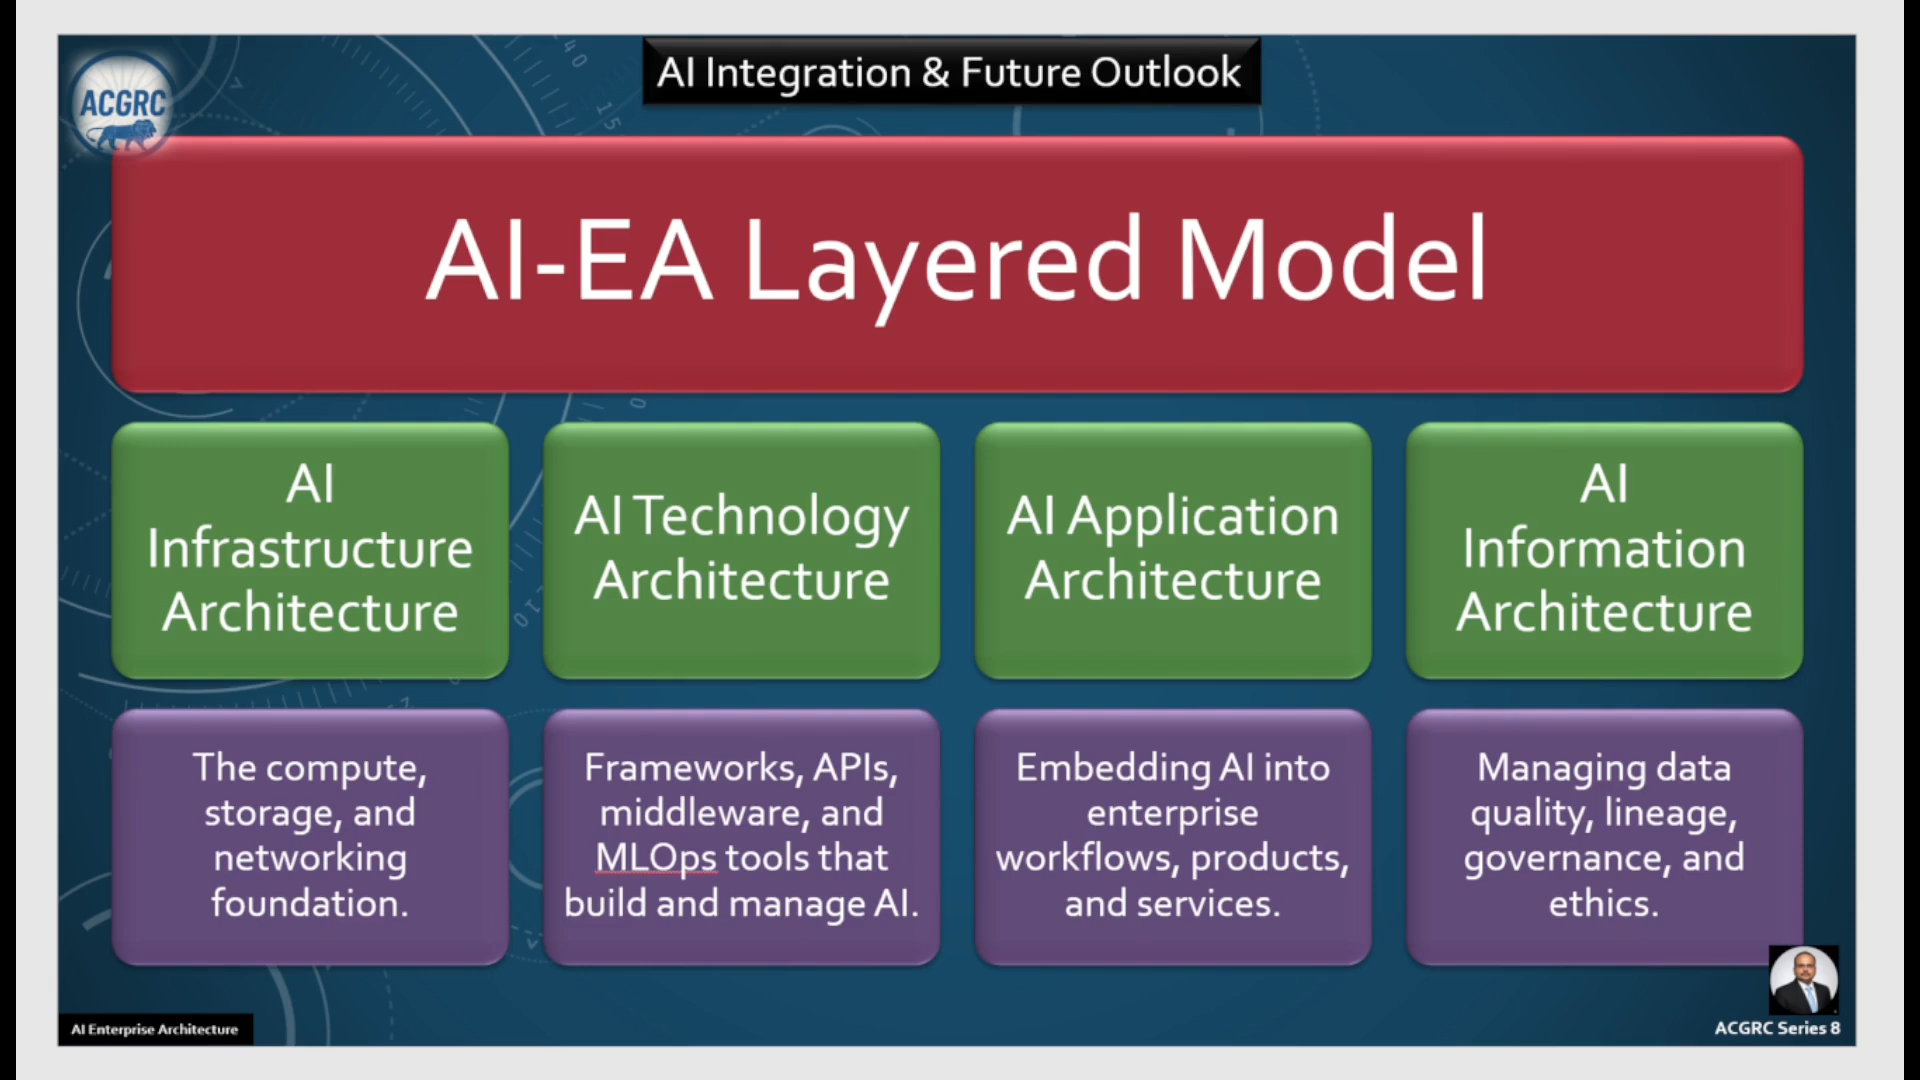 AI Integration & Future Outlook
ACGRC
AI-EA Layered Model
AI
Infrastructure
Architecture
AI Technology
Architecture
AI Application
Architecture
AI
Information
Architecture
The compute,
storage, and
networking
foundation.
Frameworks, APIs,
middleware, and
MLOps tools that
build and manage AI.
Embedding AI into
enterprise
workflows, products,
and services.
Managing data
quality, lineage,
governance, and
ethics.
AI Enterprise Architecture
ACGRC Series 8